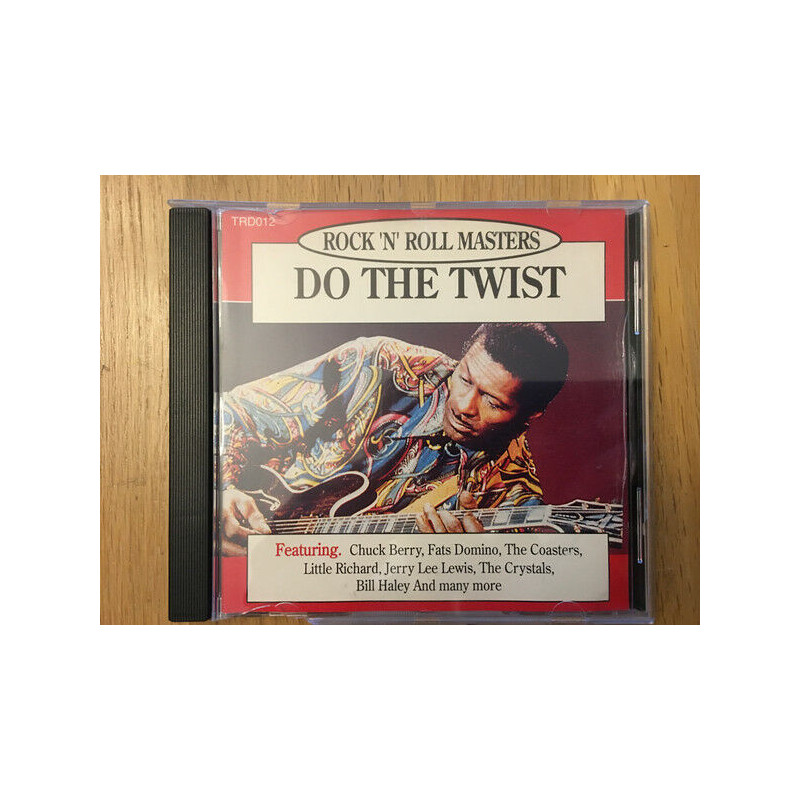 TRD012
ROCK 'N' ROLL MASTERS
DO THE TWIST
Featuring. Chuck Berry, Fats Domino, The Coasters,
Little Richard, Jerry Lee Lewis, The Crystals,
Bill Haley And many more